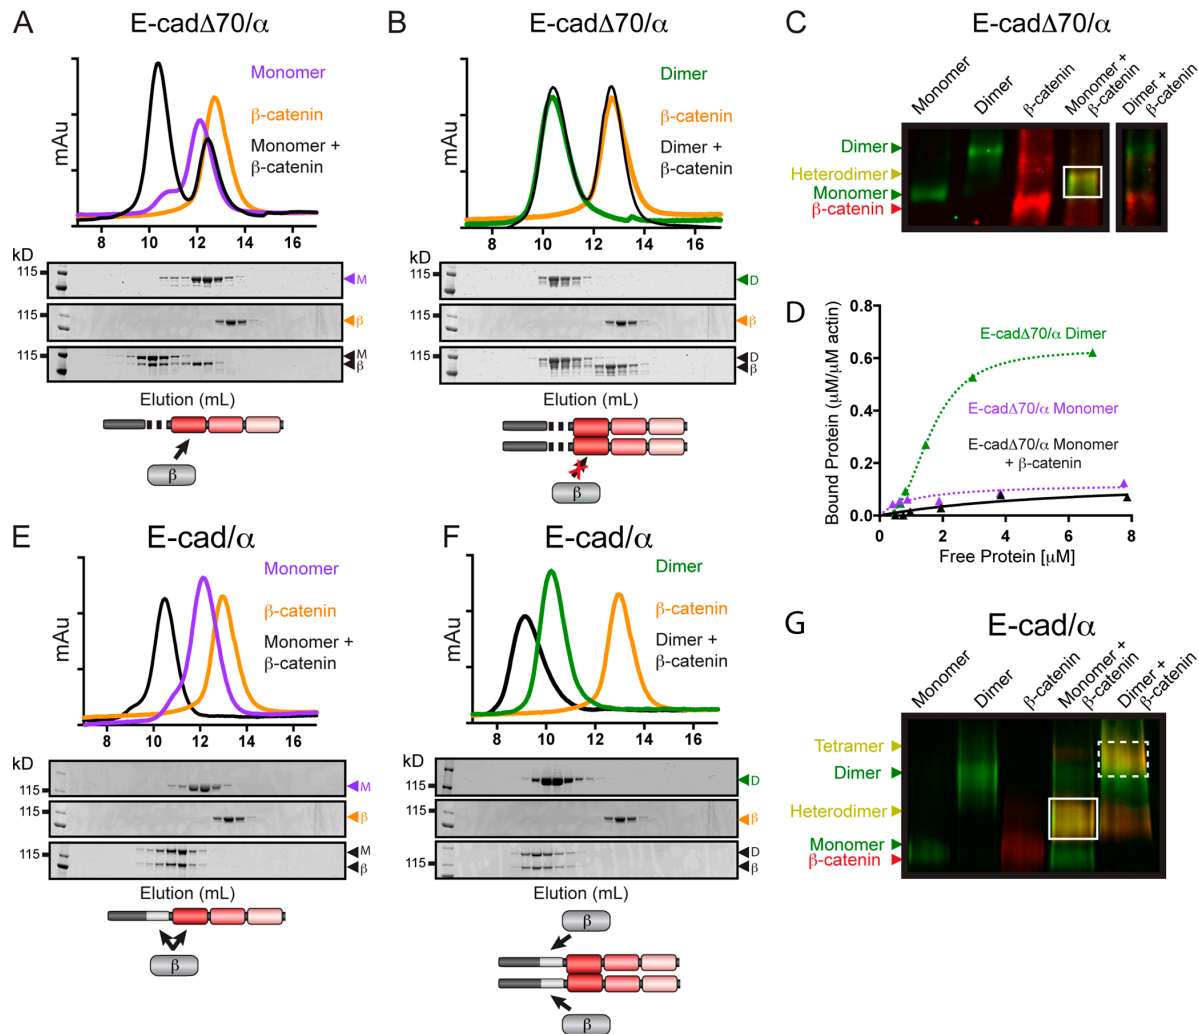 A
E-cadΔ70/α
mAu
Monomer
β-catenin
Monomer +
β-catenin
8 10 12 14 16
kD
115
M
115
β
115
M
β
Elution (mL)
β
B
E-cadΔ70/α
mAu
Dimer
β-catenin
Dimer +
β-catenin
8 10 12 14 16
kD
115
D
115
β
115
D
β
Elution (mL)
β
C
E-cadΔ70/α
Monomer
Dimer
β-catenin
Monomer +
β-catenin
Dimer +
β-catenin
Dimer
Heterodimer
Monomer
β-catenin
D
Bound Protein (μM/μM actin)
0.8
0.6
0.4
0.2
0.0
E-cadΔ70/α Dimer
E-cadΔ70/α Monomer
E-cadΔ70/α Monomer
+ β-catenin
0 2 4 6 8
Free Protein [μM]
E
E-cad/α
mAu
Monomer
β-catenin
Monomer +
β-catenin
8 10 12 14 16
kD
115
M
β
115
M
β
Elution (mL)
β
F
E-cad/α
mAu
Dimer
β-catenin
Dimer +
β-catenin
8 10 12 14 16
kD
115
D
115
β
115
D
β
Elution (mL)
β
β
G
E-cad/α
Monomer
Dimer
β-catenin
Monomer +
β-catenin
Dimer +
β-catenin
Tetramer
Dimer
Heterodimer
Monomer
β-catenin